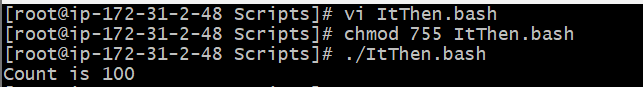 [root@ip-172-31-2-48 Scripts]# vi ItThen.bash
[root@ip-172-31-2-48 Scripts]# chmod 755 ItThen.bash
[root@ip-172-31-2-48 Scripts]# ./ItThen.bash
Count is 100